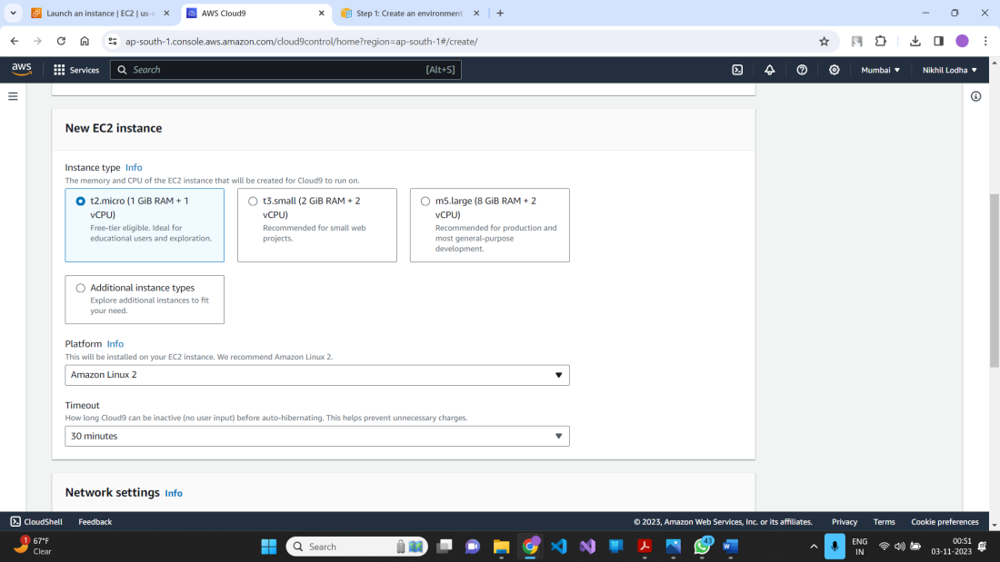 Launch an instance | EC2 | us-e
AWS Cloud9
Step 1: Create an environment
ap-south-1.console.aws.amazon.com/cloud9control/home?region=ap-south-1#/create/
aws
Services
Search
[Alt+S]
Mumbai
Nikhil Lodha
New EC2 instance
Instance type Info
The memory and CPU of the EC2 instance that will be created for Cloud9 to run on.
t2.micro (1 GiB RAM + 1
vCPU)
Free-tier eligible. Ideal for
educational users and exploration.
t3.small (2 GiB RAM + 2
vCPU)
Recommended for small web
projects.
m5.large (8 GiB RAM + 2
vCPU)
Recommended for production and
most general-purpose
development.
Additional instance types
Explore additional instances to fit
your need.
Platform Info
This will be installed on your EC2 instance. We recommend Amazon Linux 2.
Amazon Linux 2
Timeout
How long Cloud9 can be inactive (no user input) before auto-hibernating. This helps prevent unnecessary charges.
30 minutes
Network settings Info
CloudShell
Feedback
© 2023, Amazon Web Services, Inc. or its affiliates.
Privacy
Terms
Cookie preferences
1
67°F
Clear
Search
43
ENG
IN
00:51
03-11-2023